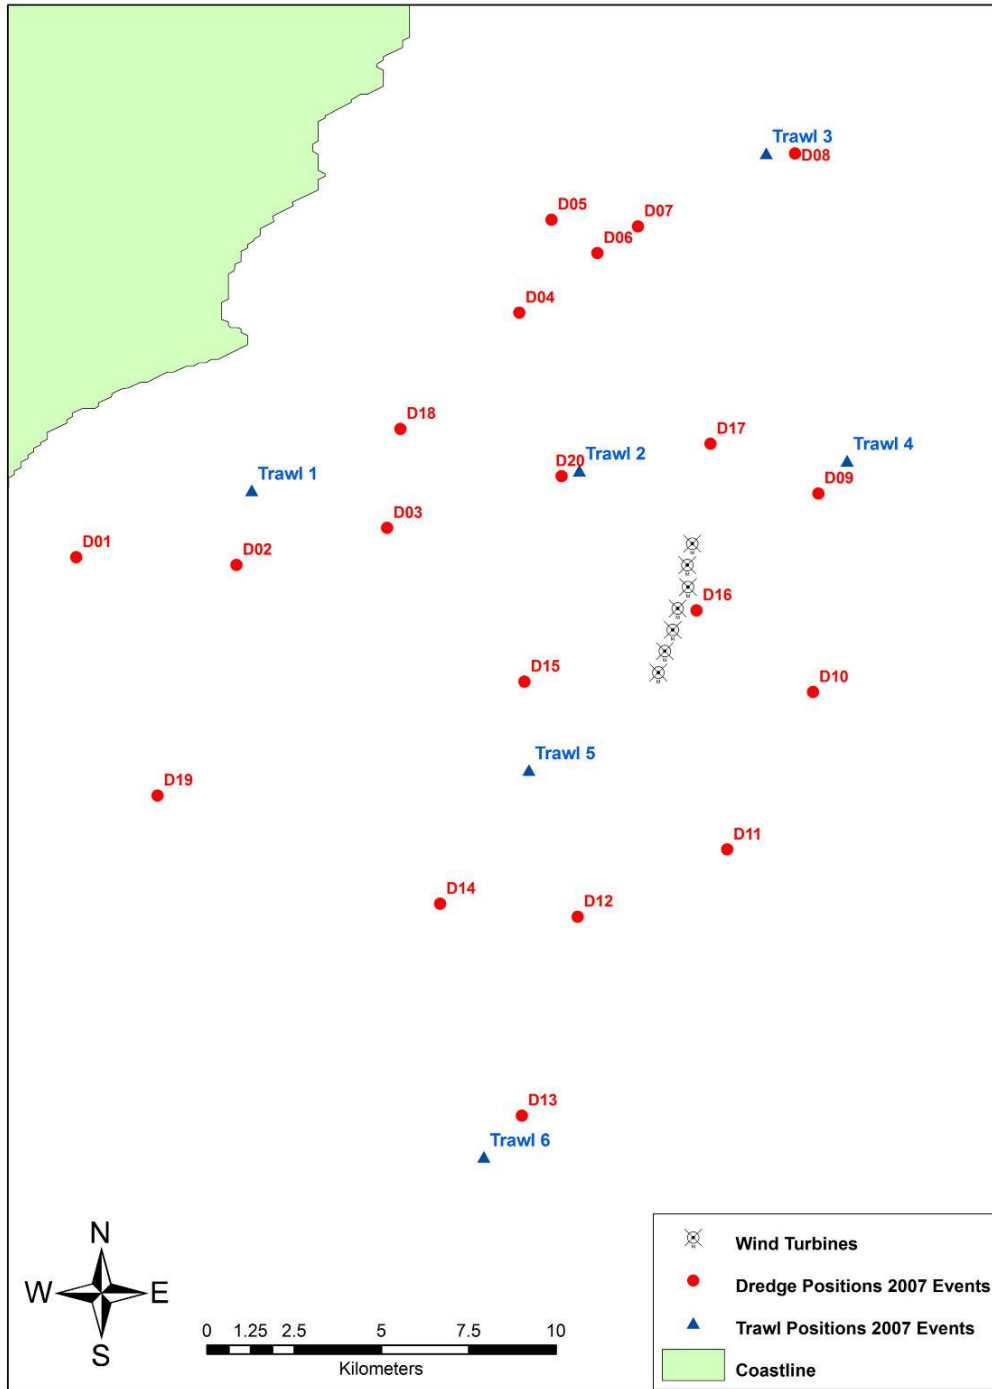 Trawl 3
D08
D05
D07
D06
D04
D18
D17
D20
Trawl 2
Trawl 4
Trawl 1
D09
D03
D01
D02
D16
D15
D10
Trawl 5
D19
D11
D14
D12
D13
Trawl 6
N
W
E
S
0 1.25 2.5 5 7.5 10
Kilometers
Wind Turbines
Dredge Positions 2007 Events
Trawl Positions 2007 Events
Coastline